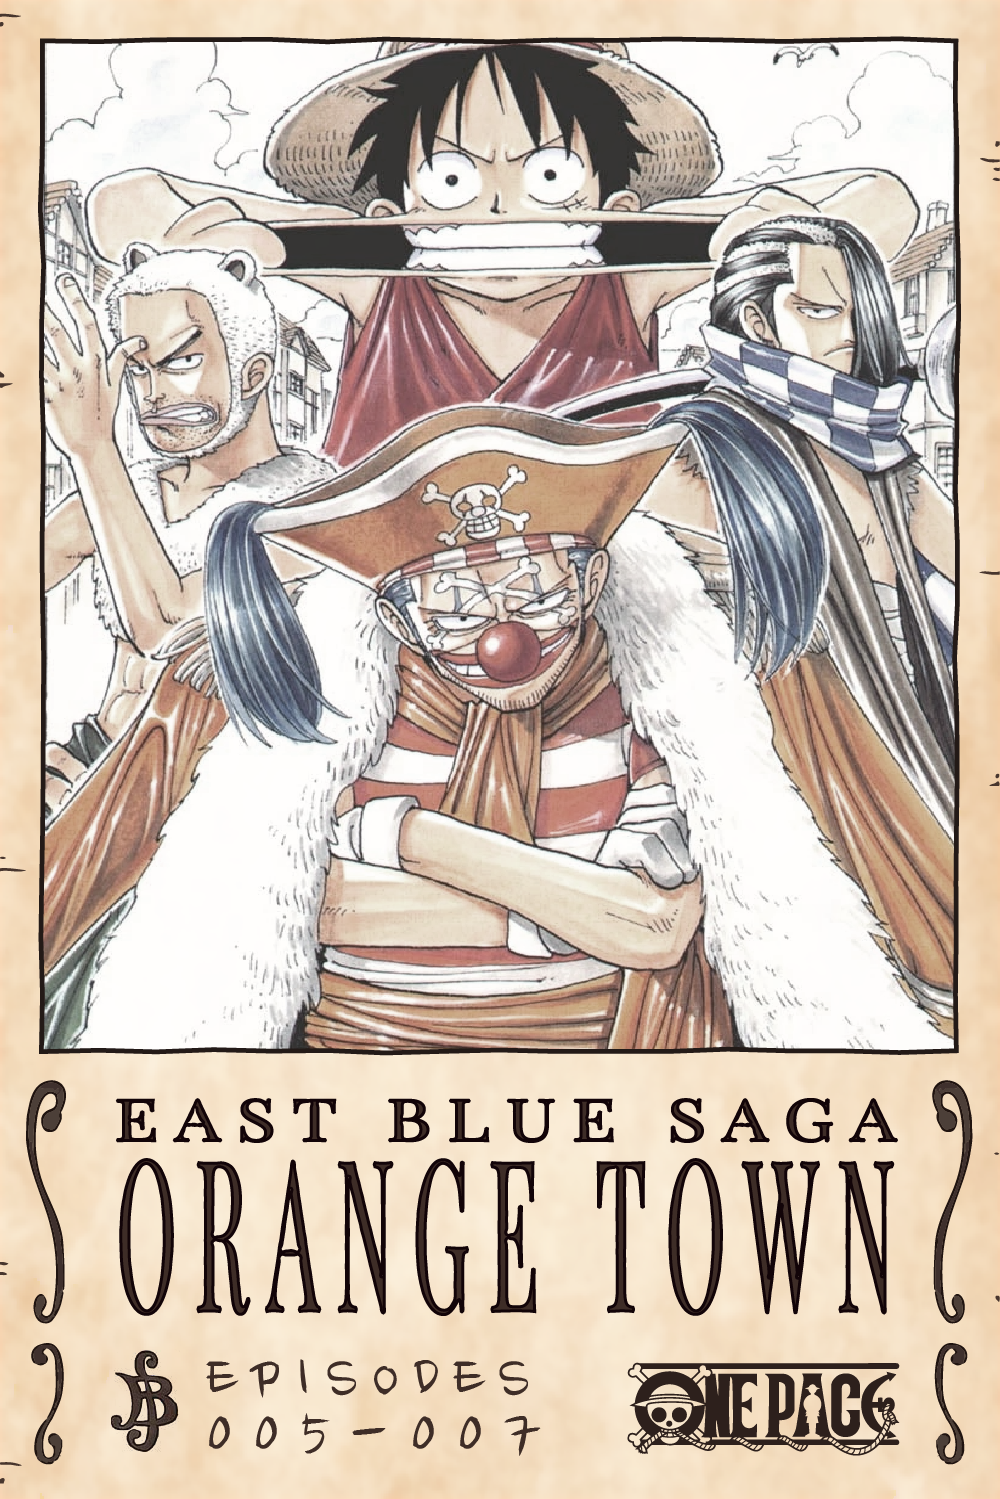 EAST BLUE SAGA
ORANGE TOWN
EPISODES
005-007
ONE PACE